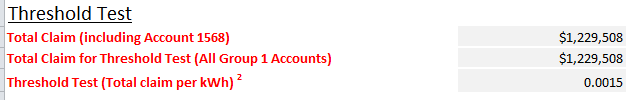 Threshold Test
Total Claim (including Account 1568) $1,229,508
Total Claim for Threshold Test (All Group 1 Accounts) $1,229,508
Threshold Test (Total claim per kWh) ² 0.0015